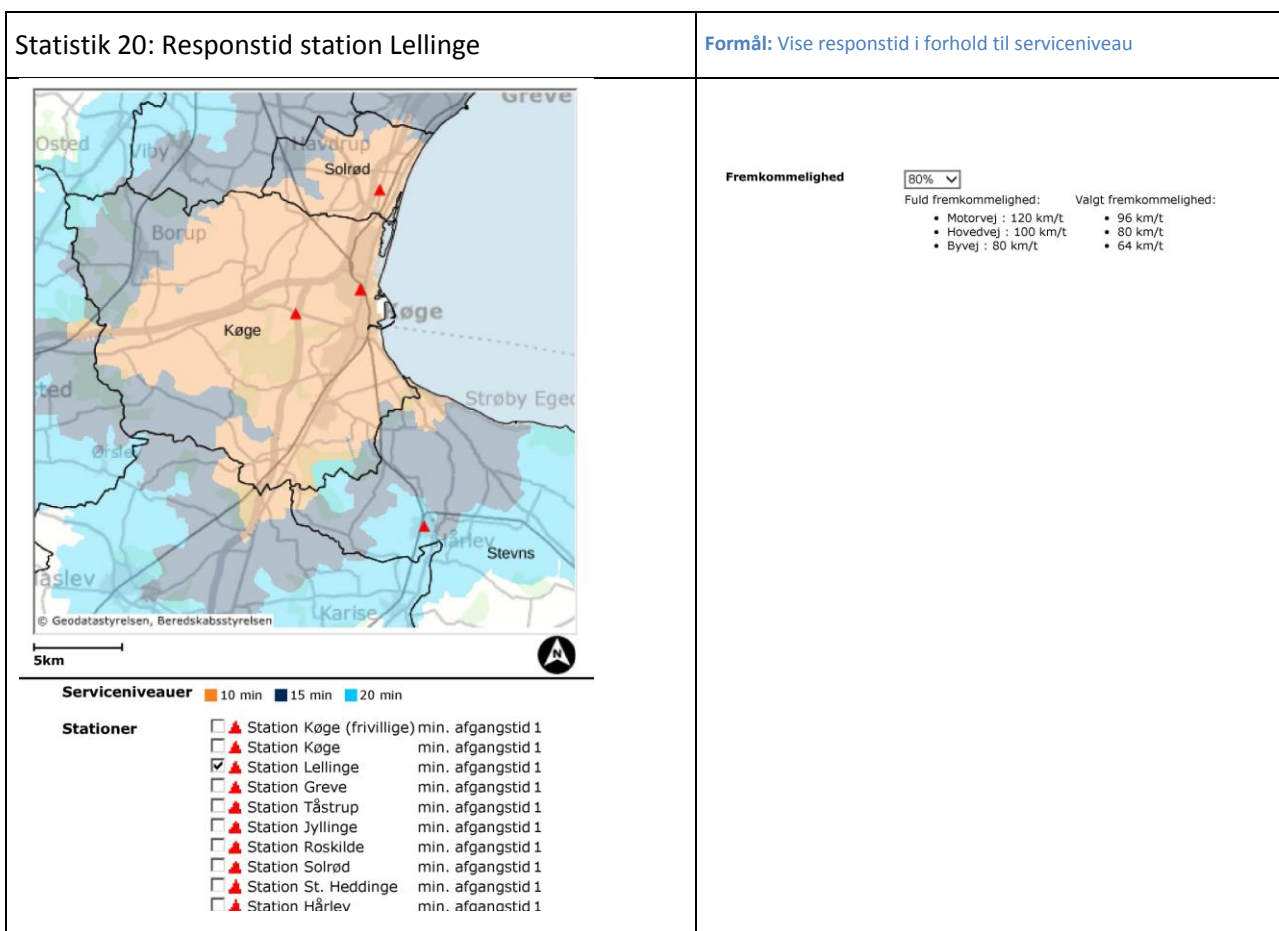 Statistik 20: Responstid station Lellinge
Formål: Vise responstid i forhold til serviceniveau
Greve
Osted
Viby
Havdrup
Solrød
Borup
Køge
Køge
Strøby Eged
Hårlev
Stevns
Karise
© Geodatastyrelsen, Beredskabsstyrelsen
5km
N
Serviceniveauer 10 min 15 min 20 min
Stationer
Station Køge (frivillige) min. afgangstid 1
Station Køge min. afgangstid 1
Station Lellinge min. afgangstid 1
Station Greve min. afgangstid 1
Station Tåstrup min. afgangstid 1
Station Jyllinge min. afgangstid 1
Station Roskilde min. afgangstid 1
Station Solrød min. afgangstid 1
Station St. Heddinge min. afgangstid 1
Station Hårlev min. afgangstid 1
Fremkommelighed 80%
Fuld fremkommelighed: Valgt fremkommelighed:
• Motorvej : 120 km/t • 96 km/t
• Hovedvej : 100 km/t • 80 km/t
• Byvej : 80 km/t • 64 km/t